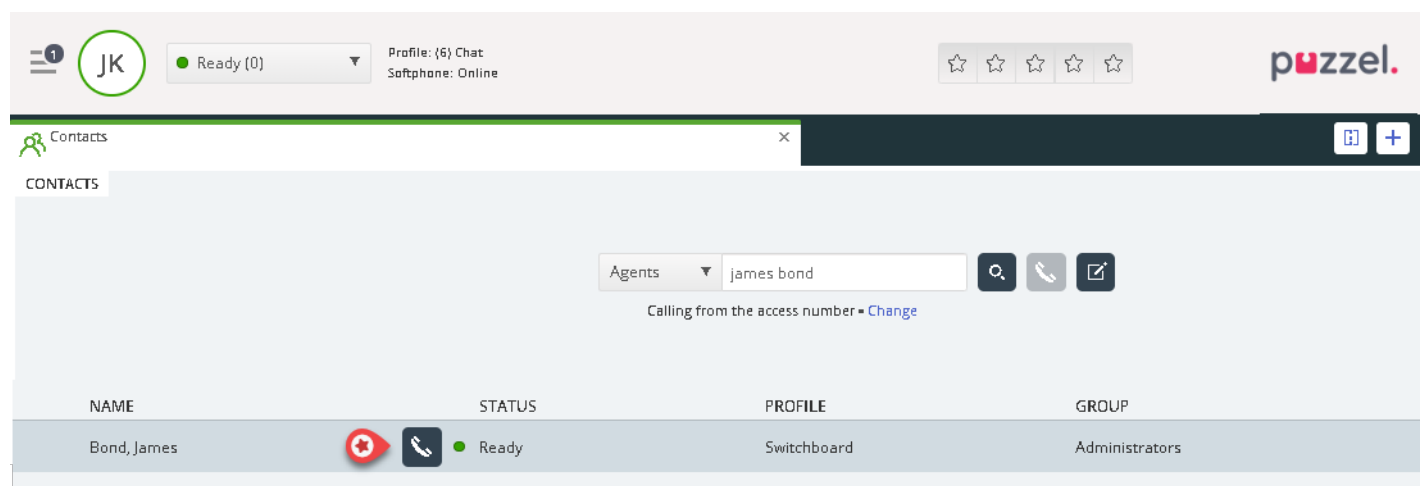 1
JK
Ready (0)
Profile: (6) Chat
Softphone: Online
puzzel.
Contacts
CONTACTS
Agents
james bond
Calling from the access number - Change
NAME STATUS PROFILE GROUP
Bond, James Ready Switchboard Administrators